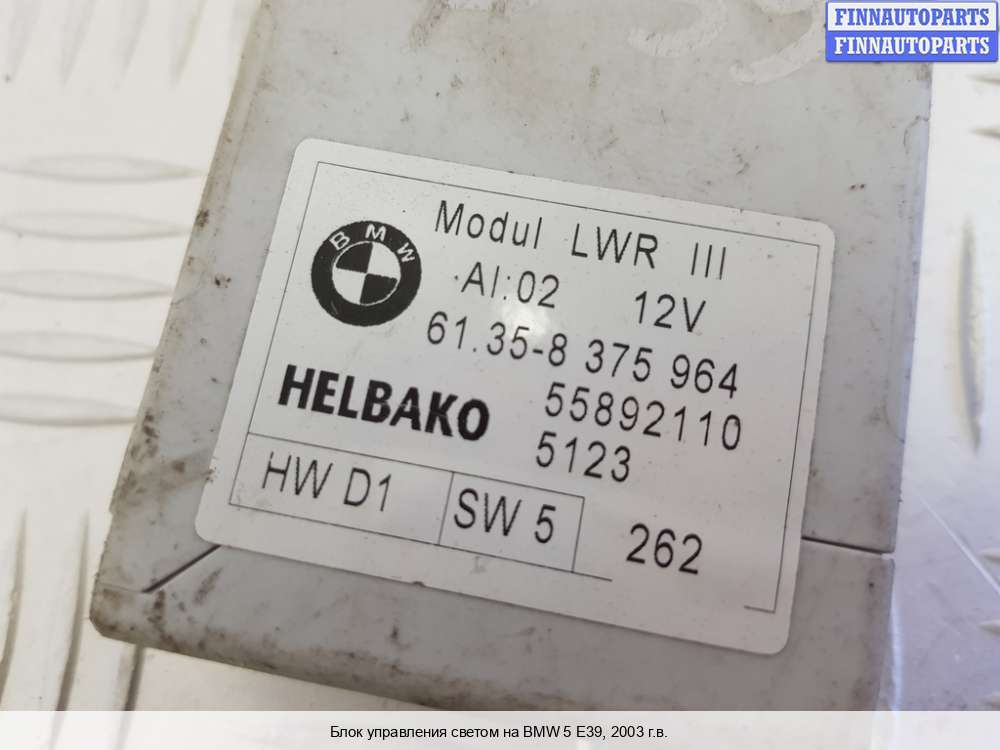 FINNAUTOPARTS
FINNAUTOPARTS
Modul LWR III
BMW
AI:02 12V
61.35-8 375 964
HELBAKO 55892110
5123
HW D1 SW 5 262
Блок управления светом на BMW 5 E39, 2003 г.в.